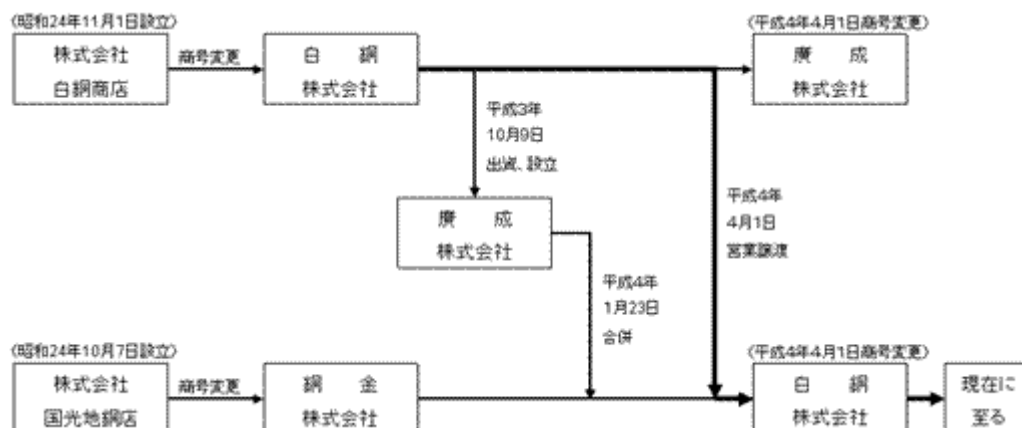 (昭和24年11月1日設立)
株式会社
白銅商店
商号変更
白　銅
株式会社
(平成4年4月1日商号変更)
廣　成
株式会社
平成3年
10月9日
出資、設立
廣　成
株式会社
平成4年
4月1日
営業譲渡
平成4年
1月23日
合併
(昭和24年10月7日設立)
株式会社
国光地銅店
商号変更
銅　金
株式会社
(平成4年4月1日商号変更)
白　銅
株式会社
現在に
至る